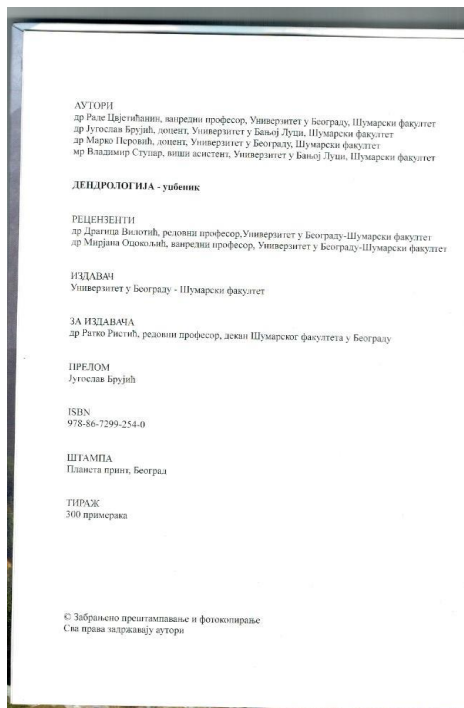 АУТОРИ
др Раде Цвјетићанин, ванредни професор, Универзитет у Београду, Шумарски факултет
др Југослав Брујић, доцент, Универзитет у Бањој Луци, Шумарски факултет
др Марко Перовић, доцент, Универзитет у Београду, Шумарски факултет
мр Владимир Ступар, виши асистент, Универзитет у Бањој Луци, Шумарски факултет
ДЕНДРОЛОГИЈА - уџбеник
РЕЦЕНЗЕНТИ
др Драгица Вилотић, редовни професор,Универзитет у Београду-Шумарски факултет
др Мирјана Оцоколић, ванредни професор, Универзитет у Београду-Шумарски факултет
ИЗДАВАЧ
Универзитет у Београду - Шумарски факултет
ЗА ИЗДАВАЧА
др Ратко Ристић, редовни професор, декан Шумарског факултета у Београду
ПРЕЛОМ
Југослав Брујић
ISBN
978-86-7299-254-0
ШТАМПА
Планета принт, Београд
ТИРАЖ
300 примерака
© Забрањено прештампавање и фотокопирање
Сва права задржавају аутори